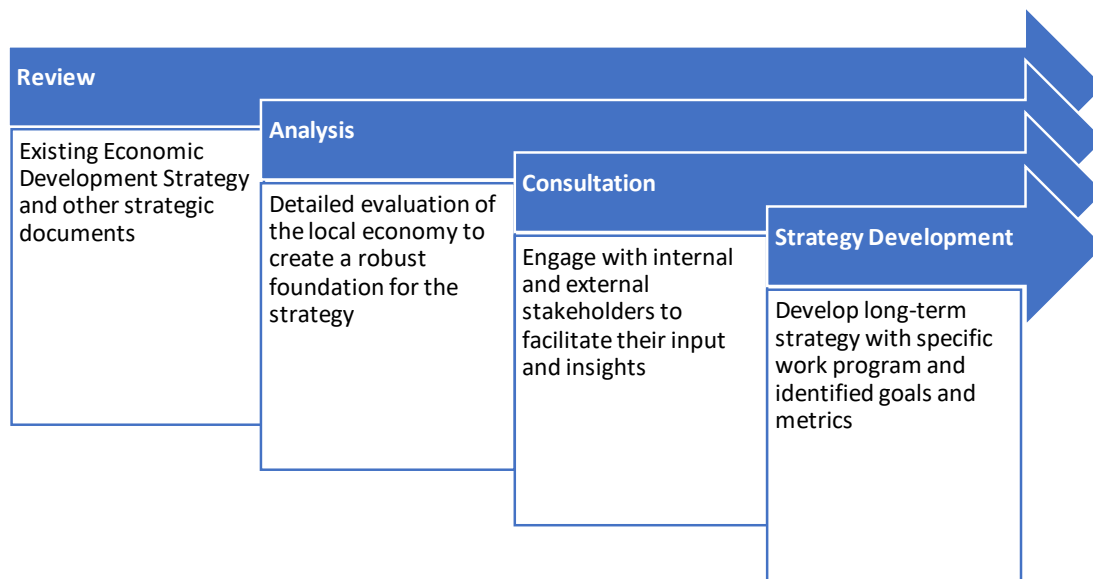 Review
Existing Economic
Development Strategy
and other strategic
documents
Analysis
Detailed evaluation of
the local economy to
create a robust
foundation for the
strategy
Consultation
Engage with internal
and external
stakeholders to
facilitate their input
and insights
Strategy Development
Develop long-term
strategy with specific
work program and
identified goals and
metrics